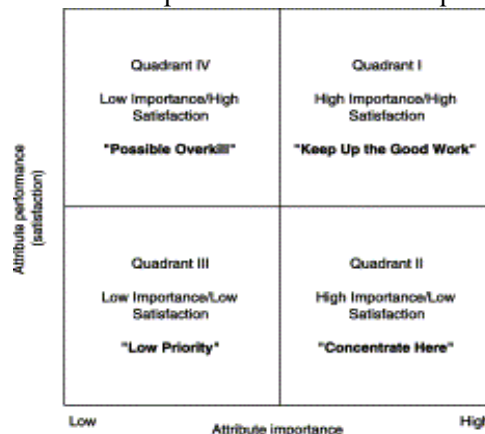 Quadrant IV
Low Importance/High
Satisfaction
"Possible Overkill"
Quadrant I
High Importance/High
Satisfaction
"Keep Up the Good Work"
Attribute performance
(satisfaction)
Quadrant III
Low Importance/Low
Satisfaction
"Low Priority"
Quadrant II
High Importance/Low
Satisfaction
"Concentrate Here"
Low
Attribute importance
High